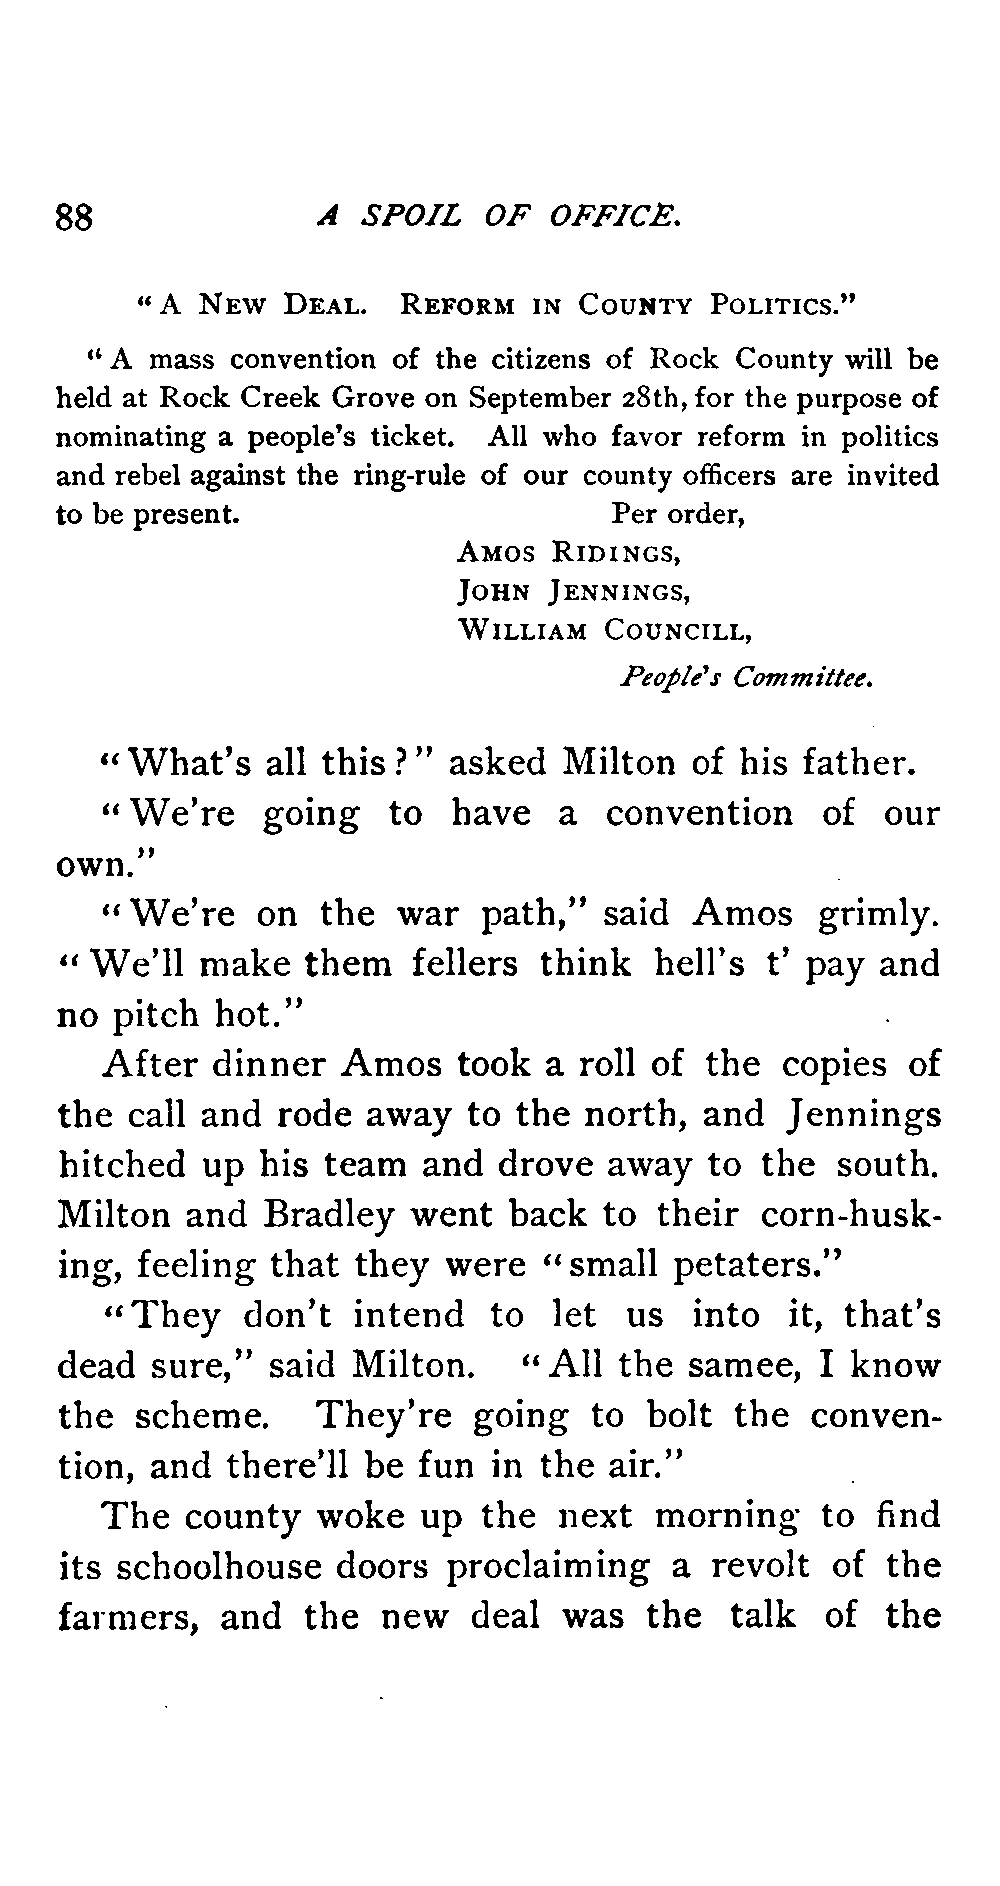 88 A SPOIL OF OFFICE.
“A NEW DEAL. REFORM IN COUNTY POLITICS.”
“A mass convention of the citizens of Rock County will be
held at Rock Creek Grove on September 28th, for the purpose of
nominating a people's ticket. All who favor reform in politics
and rebel against the ring-rule of our county officers are invited
to be present. Per order,
AMOS RIDINGS,
JOHN JENNINGS,
WILLIAM COUNCILL,
People's Committee.
“What's all this?” asked Milton of his father.
“We're going to have a convention of our
own.”
“We're on the war path,” said Amos grimly.
“We'll make them fellers think hell's t' pay and
no pitch hot.”
After dinner Amos took a roll of the copies of
the call and rode away to the north, and Jennings
hitched up his team and drove away to the south.
Milton and Bradley went back to their corn-husk-
ing, feeling that they were “small petaters.”
“They don't intend to let us into it, that's
dead sure,” said Milton. “All the samee, I know
the scheme. They're going to bolt the conven-
tion, and there'll be fun in the air.”
The county woke up the next morning to find
its schoolhouse doors proclaiming a revolt of the
farmers, and the new deal was the talk of the